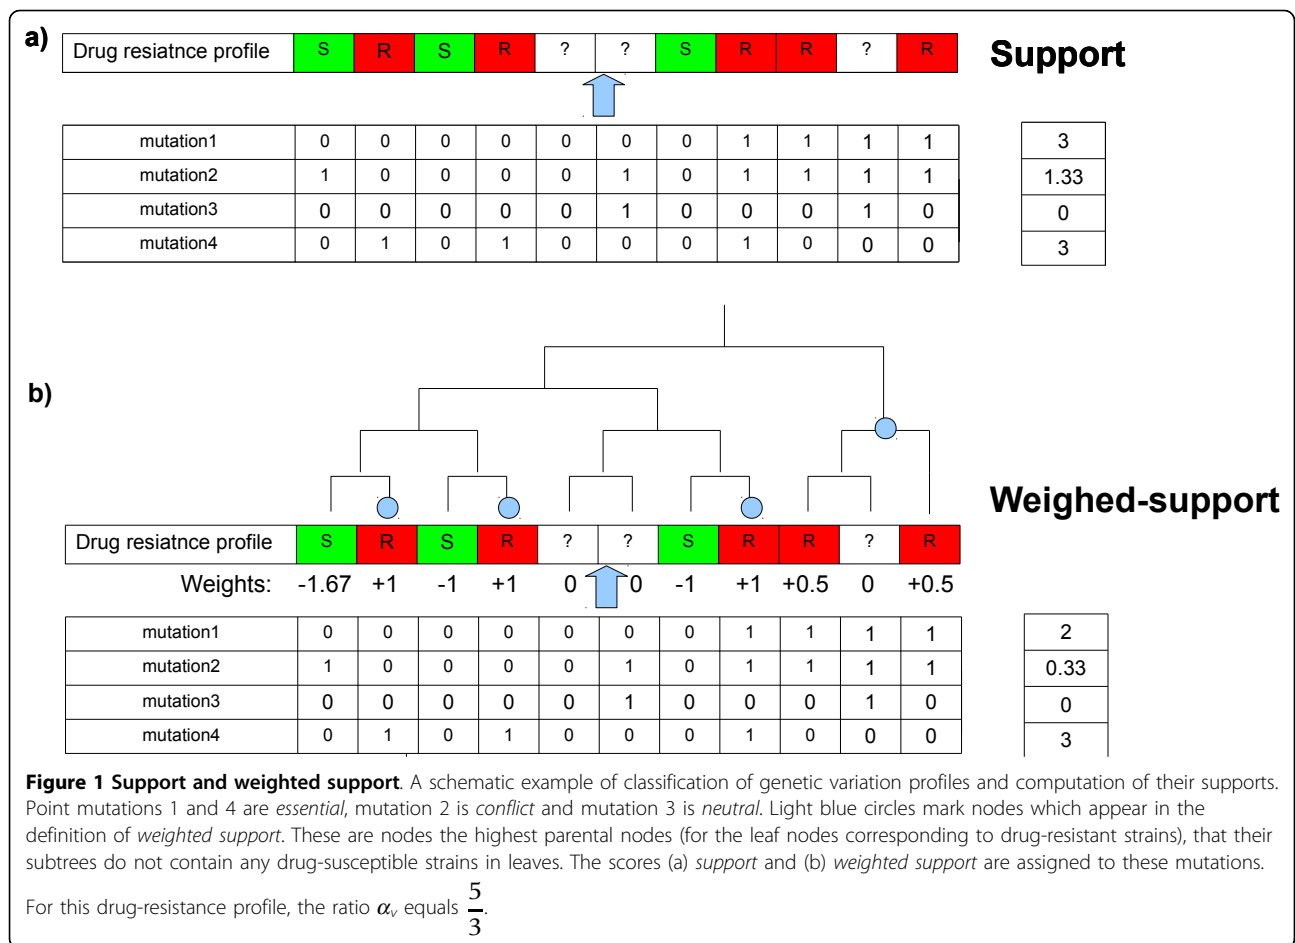 a)
Drug resiatnce profile S R S R ? ? S R R ? R
Support
mutation1 0 0 0 0 0 0 0 1 1 1 1 3
mutation2 1 0 0 0 0 1 0 1 1 1 1 1.33
mutation3 0 0 0 0 0 1 0 0 0 1 0 0
mutation4 0 1 0 1 0 0 0 1 0 0 0 3
b)
Weighed-support
Drug resiatnce profile S R S R ? ? S R R ? R
Weights: -1.67 +1 -1 +1 0 0 -1 +1 +0.5 0 +0.5
mutation1 0 0 0 0 0 0 0 1 1 1 1 2
mutation2 1 0 0 0 0 1 0 1 1 1 1 0.33
mutation3 0 0 0 0 0 1 0 0 0 1 0 0
mutation4 0 1 0 1 0 0 0 1 0 0 0 3
Figure 1 Support and weighted support. A schematic example of classification of genetic variation profiles and computation of their supports.
Point mutations 1 and 4 are essential, mutation 2 is conflict and mutation 3 is neutral. Light blue circles mark nodes which appear in the
definition of weighted support. These are nodes the highest parental nodes (for the leaf nodes corresponding to drug-resistant strains), that their
subtrees do not contain any drug-susceptible strains in leaves. The scores (a) support and (b) weighted support are assigned to these mutations.
For this drug-resistance profile, the ratio αv equals 5/3.